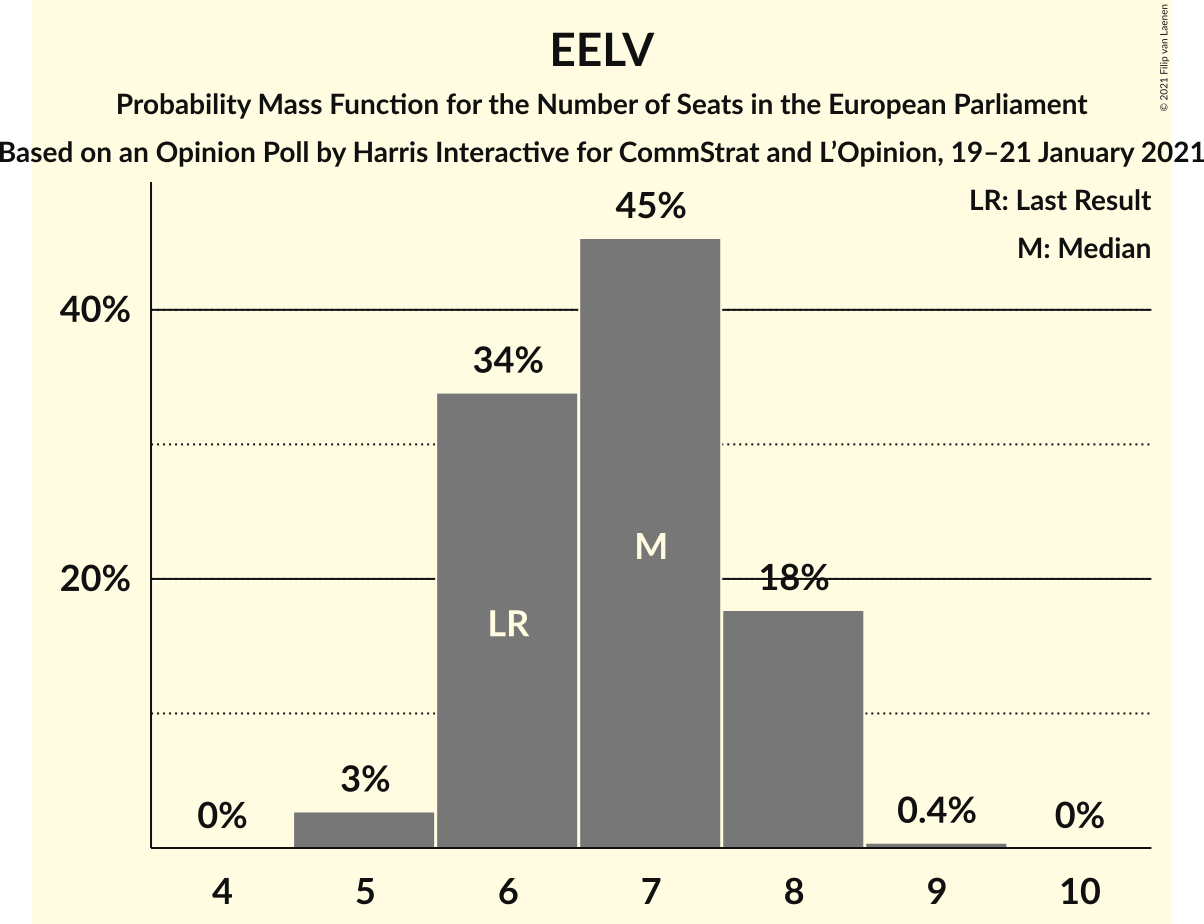 EELV
Probability Mass Function for the Number of Seats in the European Parliament
Based on an Opinion Poll by Harris Interactive for CommStrat and L’Opinion, 19–21 January 2021
© 2021 Filip van Laenen
LR: Last Result
M: Median
45%
40%
34%
M
20%
18%
LR
3%
0%
0.4%
0%
4 5 6 7 8 9 10